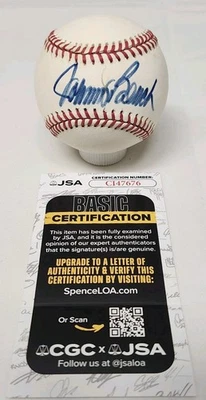 Johnny Bench
JSA
CERTIFICATION NUMBER
CI47676
BASIC
CERTIFICATION
This item has been fully examined
by JSA, and it is the considered
opinion of our expert authenticators
that the signature(s) is/are genuine.
UPGRADE TO A LETTER OF
AUTHENTICITY & VERIFY THIS
CERTIFICATION BY VISITING:
SpenceLOA.com
Or Scan
CGC x JSA
Follow us at @jsaloa